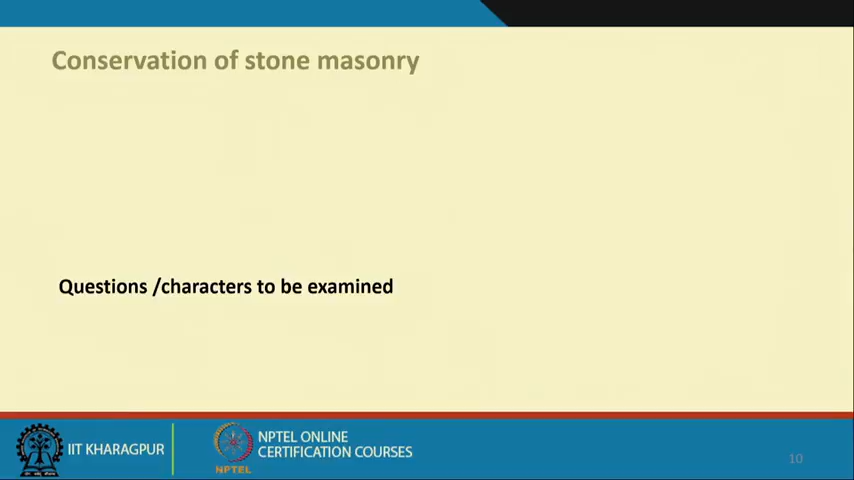 Conservation of stone masonry
Questions /characters to be examined
IIT KHARAGPUR
NPTEL
NPTEL ONLINE
CERTIFICATION COURSES
10